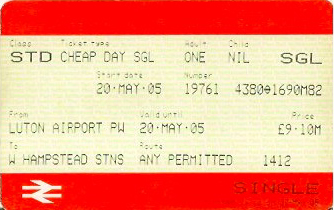 Class Ticket type Adult Child
STD CHEAP DAY SGL ONE NIL SGL
Start date Number
20·MAY·05 19761 4380⊕1690M82
From Valid until Price
LUTON AIRPORT PW 20·MAY·05 £9·10M
To Route
W HAMPSTEAD STNS ANY PERMITTED 1412
SINGLE